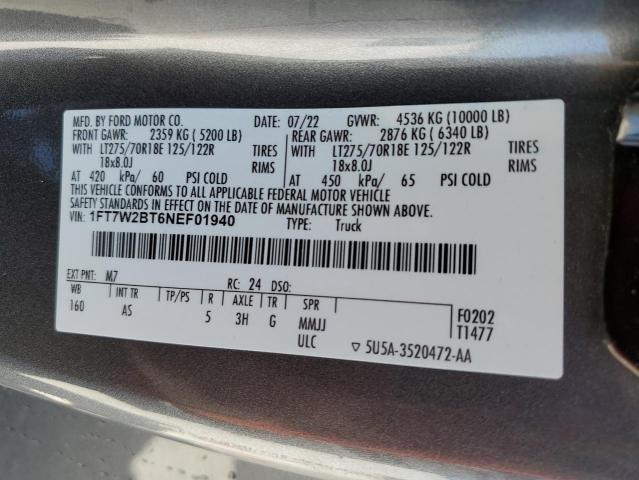 MFD. BY FORD MOTOR CO. 07/22 GVWR: 4536 KG (10000 LB)
FRONT GAWR: 2359 KG (5200 LB) REAR GAWR: 2876 KG (6340 LB)
WITH LT275/70R18E 125/122R TIRES WITH LT275/70R18E 125/122R TIRES
18x8.0J RIMS 18x8.0J RIMS
AT 420 kPa/ 60 PSI COLD AT 450 kPa/ 65 PSI COLD
THIS VEHICLE CONFORMS TO ALL APPLICABLE FEDERAL MOTOR VEHICLE
SAFETY STANDARDS IN EFFECT ON THE DATE OF MANUFACTURE SHOWN ABOVE.
VIN: 1FT7W2BT6NEF01940 TYPE: Truck
EXT PNT: M7 RC: 24 DSO:
WB INT TR TP/PS R AXLE TR SPR F0202
160 AS 5 3H G MMJJ T1477
ULC ▽ 5U5A-3520472-AA